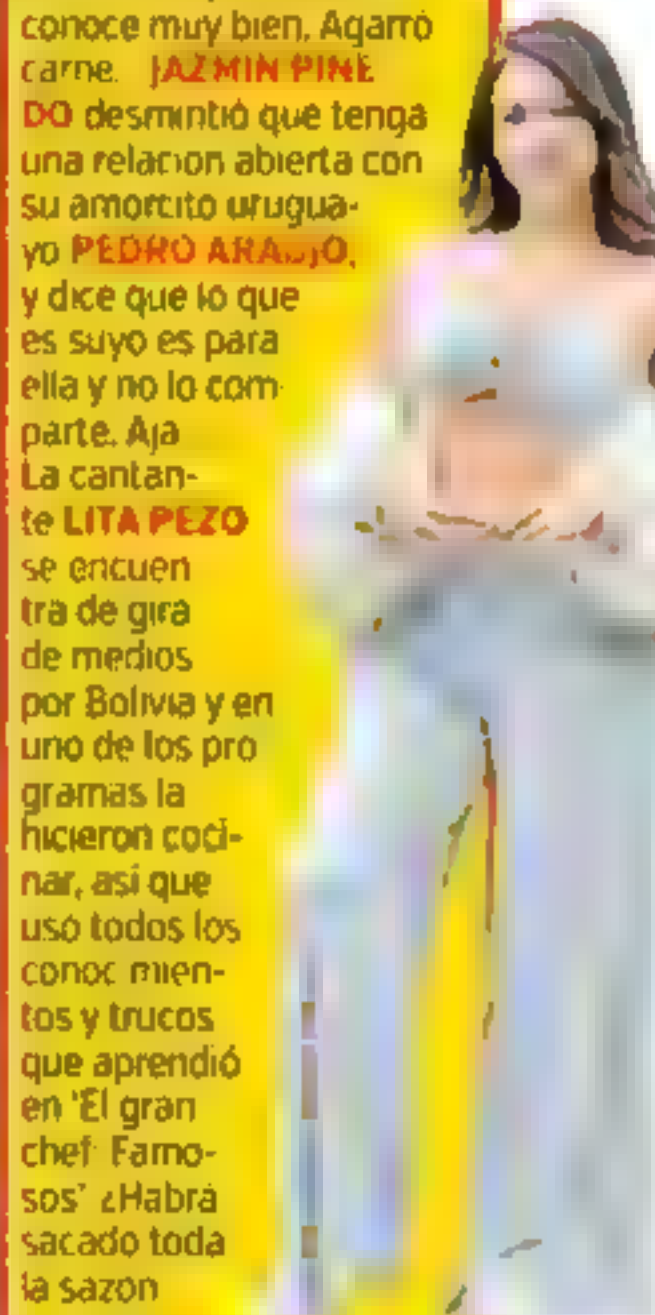 conoce muy bien. Agarró
carne. JAZMIN PINE
DO desmintió que tenga
una relacion abierta con
su amorcito urugua-
yo PEDRO ARAUJO,
y dice que lo que
es suyo es para
ella y no lo com
parte. Aja
La cantan-
te LITA PEZO
se encuen
tra de gira
de medios
por Bolivia y en
uno de los pro
gramas la
hicieron coci-
nar, así que
usó todos los
conoc mien-
tos y trucos
que aprendió
en 'El gran
chef Famo-
sos' ¿Habrá
sacado toda
la sazon